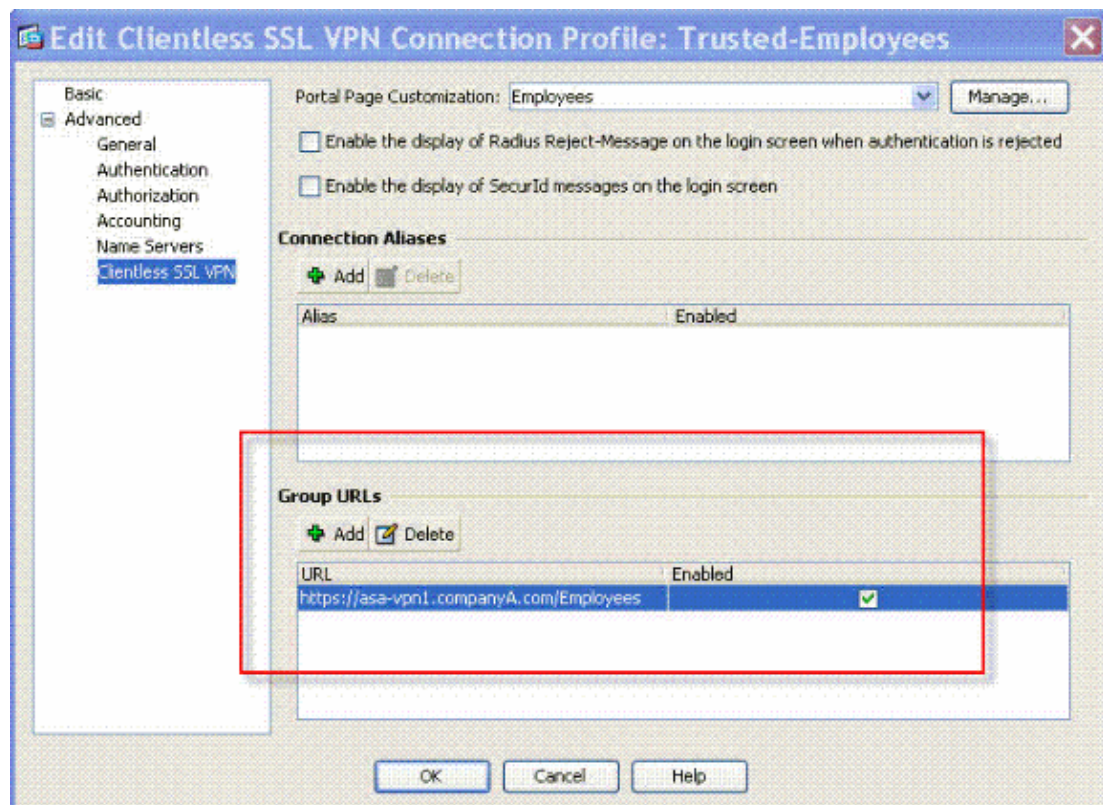 Edit Clientless SSL VPN Connection Profile: Trusted-Employees
Basic
Advanced
General
Authentication
Authorization
Accounting
Name Servers
Clientless SSL VPN
Portal Page Customization: Employees Manage...
Enable the display of Radius Reject-Message on the login screen when authentication is rejected
Enable the display of SecurId messages on the login screen
Connection Aliases
Add Delete
Alias Enabled
Group URLs
Add Delete
URL Enabled
https://asa-vpn1.companyA.com/Employees
OK Cancel Help